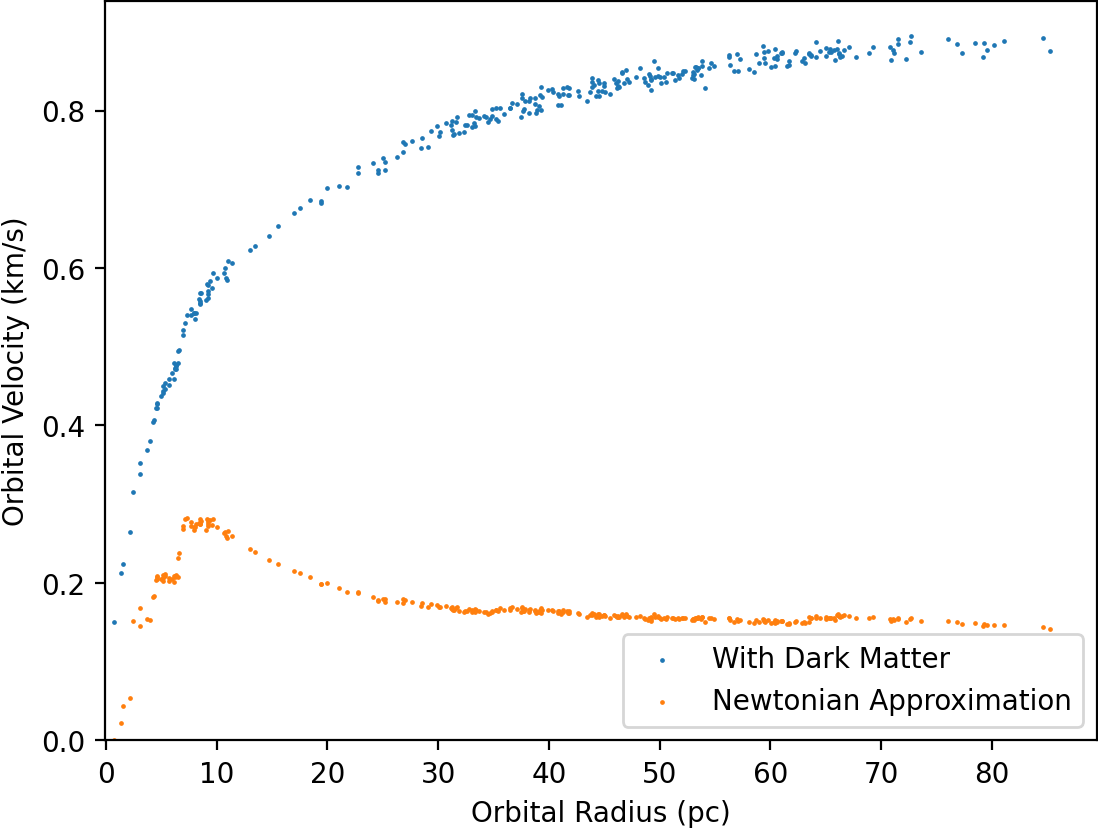 0.8
0.6
0.4
0.2
0.0
Orbital Velocity (km/s)
With Dark Matter
Newtonian Approximation
0 10 20 30 40 50 60 70 80
Orbital Radius (pc)